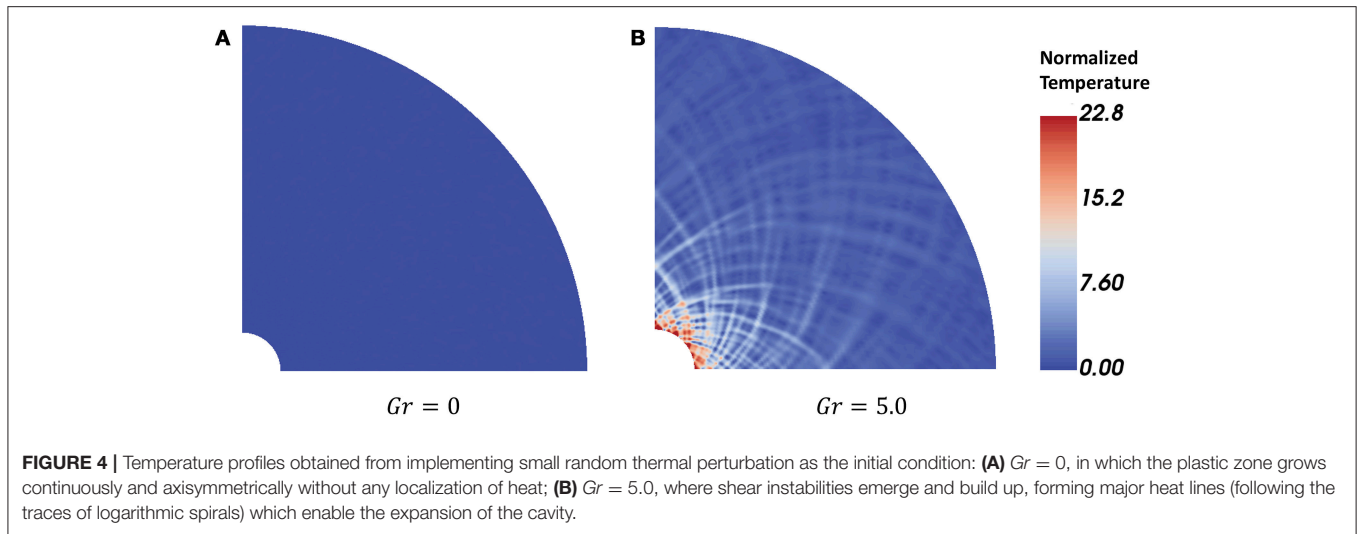 A
B
Normalized
Temperature
22.8
15.2
7.60
0.00
Gr = 0
Gr = 5.0
FIGURE 4 | Temperature profiles obtained from implementing small random thermal perturbation as the initial condition: (A) Gr = 0, in which the plastic zone grows
continuously and axisymmetrically without any localization of heat; (B) Gr = 5.0, where shear instabilities emerge and build up, forming major heat lines (following the
traces of logarithmic spirals) which enable the expansion of the cavity.